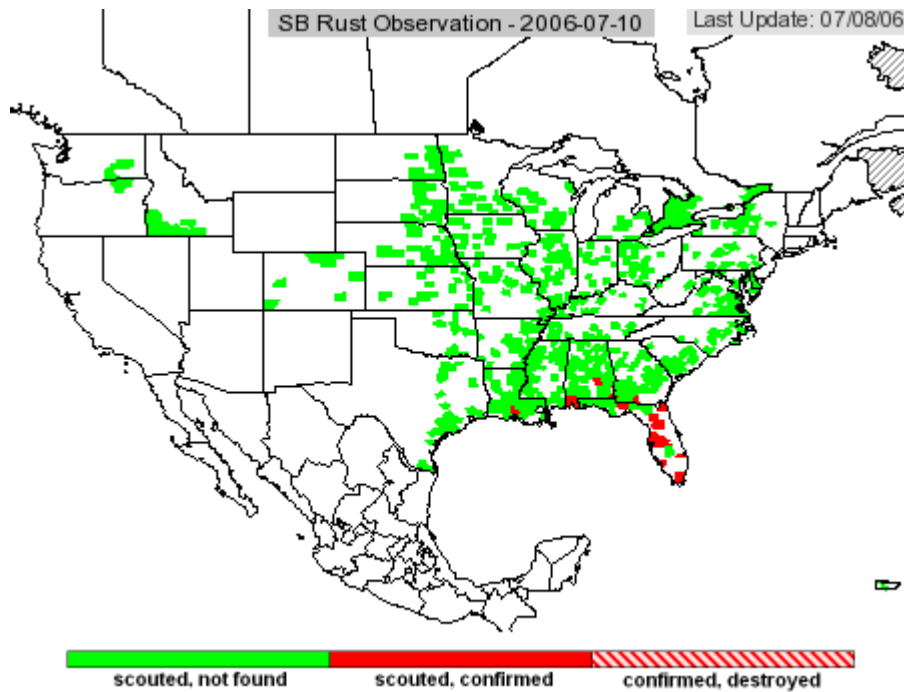 SB Rust Observation - 2006-07-10
Last Update: 07/08/06
scouted, not found
scouted, confirmed
confirmed, destroyed